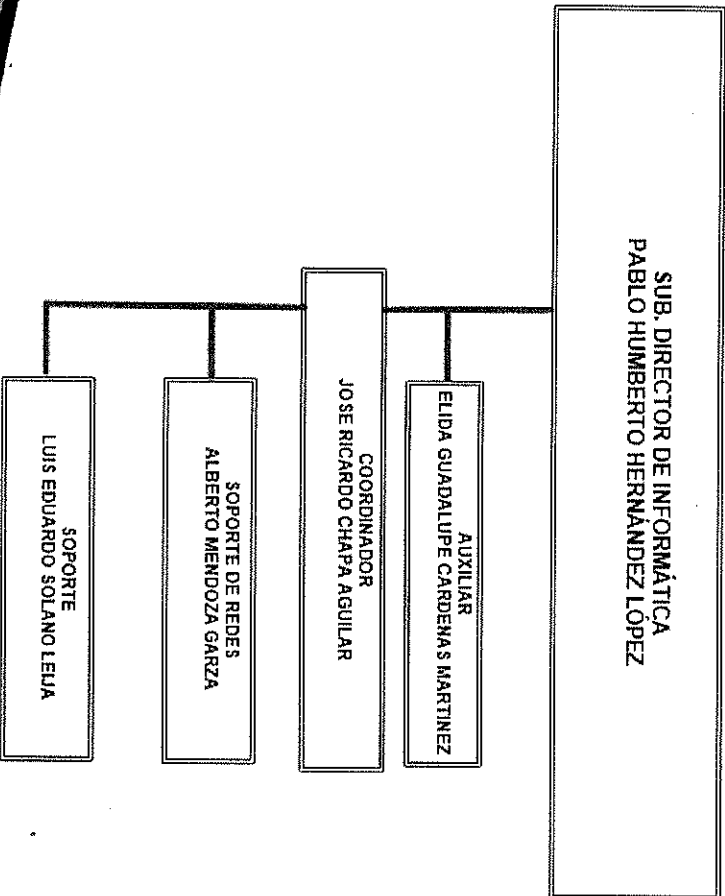 SUB. DIRECTOR DE INFORMÁTICA
PABLO HUMBERTO HERNÁNDEZ LÓPEZ
AUXILIAR
ELIDA GUADALUPE CARDENAS MARTINEZ
COORDINADOR
JOSE RICARDO CHAPA AGUILAR
SOPORTE DE REDES
ALBERTO MENDOZA GARZA
SOPORTE
LUIS EDUARDO SOLANO LEIJA